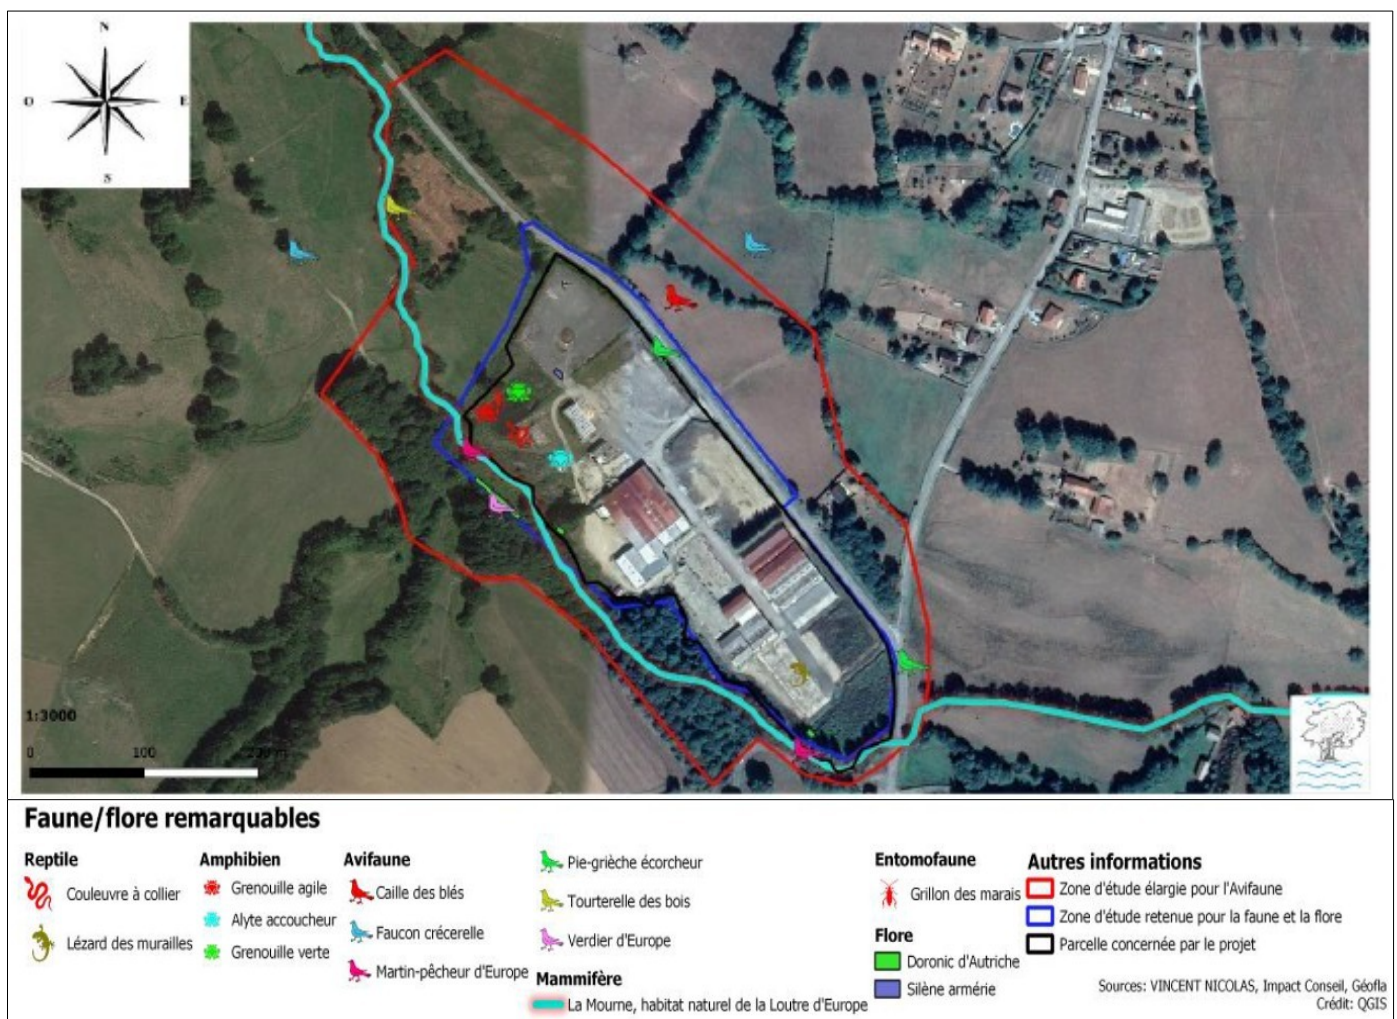 N
O
E
S
1:3000
0 100 200 m
Faune/flore remarquables
Reptile
Couleuvre à collier
Lézard des murailles
Amphibien
Grenouille agile
Alyte accoucheur
Grenouille verte
Avifaune
Caille des blés
Faucon crécerelle
Martin-pêcheur d'Europe
Pie-grièche écorcheur
Tourterelle des bois
Verdier d'Europe
Mammifère
La Mourne, habitat naturel de la Loutre d'Europe
Entomofaune
Grillon des marais
Flore
Doronic d'Autriche
Silène armérie
Autres informations
Zone d'étude élargie pour l'Avifaune
Zone d'étude retenue pour la faune et la flore
Parcelle concernée par le projet
Sources: VINCENT NICOLAS, Impact Conseil, Géofla
Crédit: QGIS